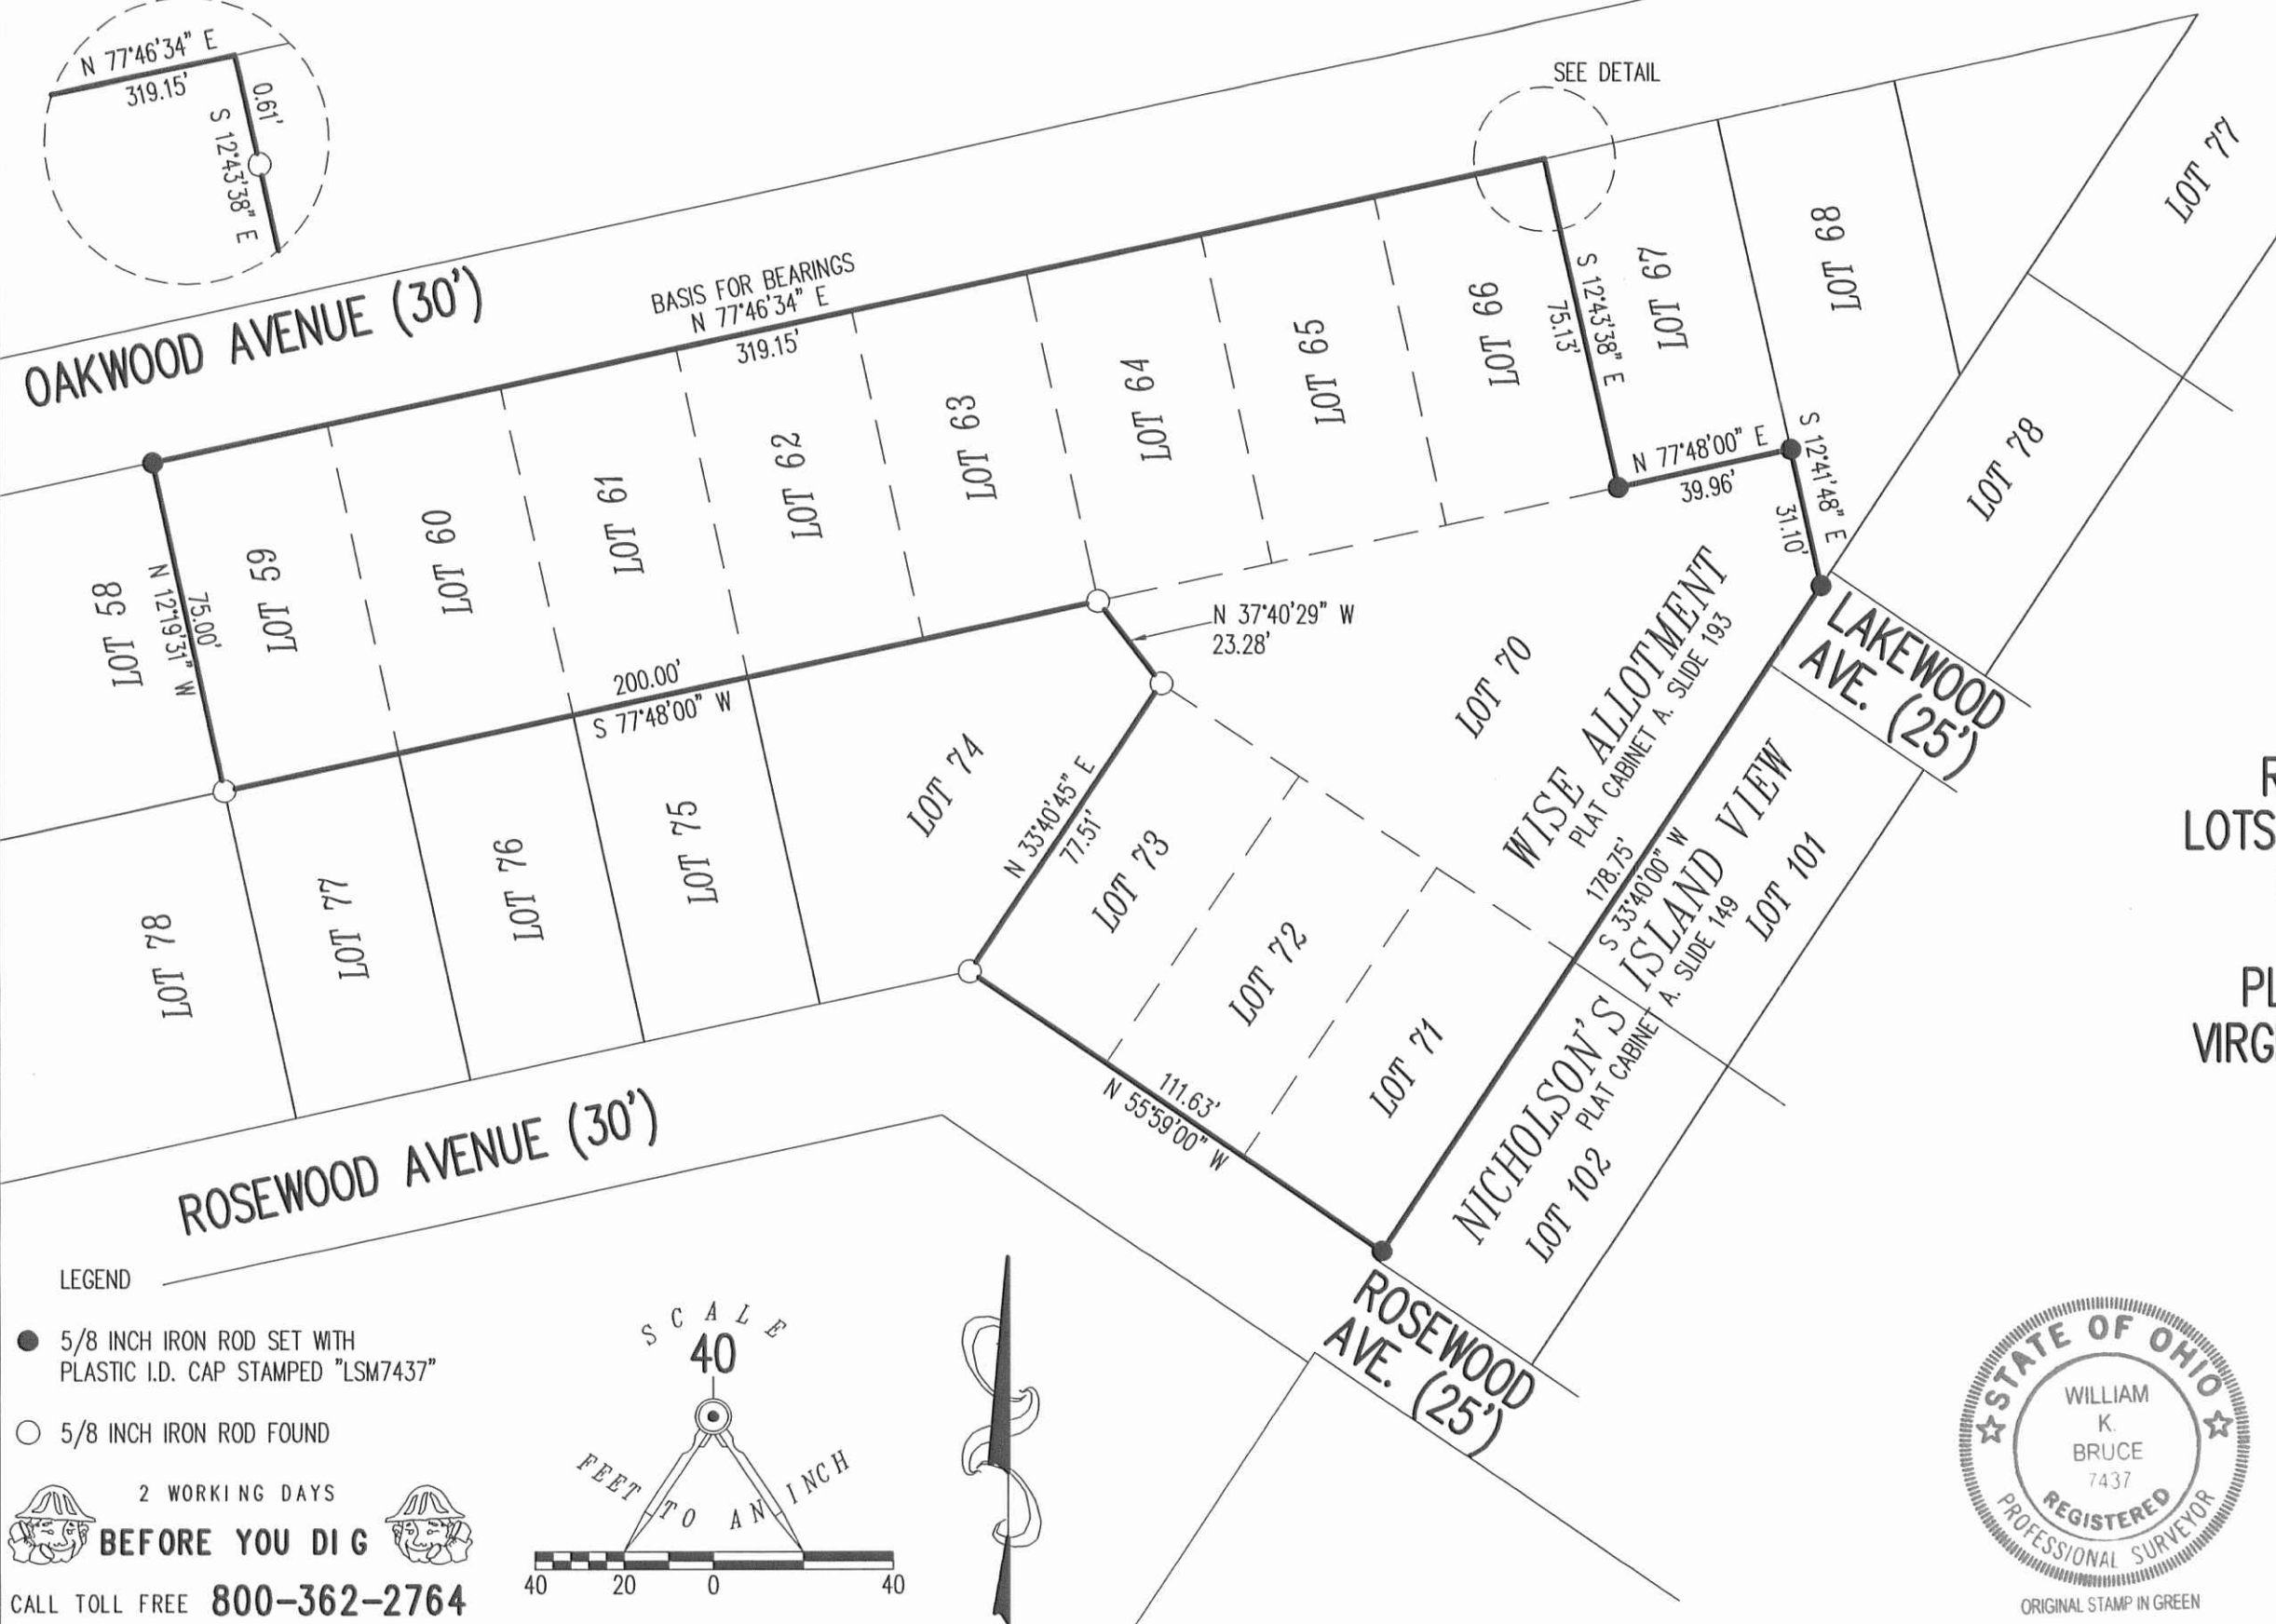 N 77°46'34" E
319.15'
0.61'
S 12°43'38" E
SEE DETAIL
OAKWOOD AVENUE (30')
BASIS FOR BEARINGS
N 77°46'34" E
319.15'
LOT 58
N 12°19'31" W
75.00'
LOT 59
LOT 60
LOT 61
LOT 62
LOT 63
LOT 64
LOT 65
LOT 66
S 12°43'38" E
75.13'
LOT 67
LOT 68
LOT 77
N 77°48'00" E
39.96'
S 12°41'48" E
31.10'
LOT 78
200.00'
S 77°48'00" W
N 37°40'29" W
23.28'
LOT 70
WISE ALLOTMENT
PLAT CABINET A. SLIDE 193
LAKEWOOD
AVE. (25')
LOT 78
LOT 77
LOT 76
LOT 75
LOT 74
N 33°40'45" E
77.51'
LOT 73
LOT 72
LOT 71
178.75'
S 33°40'00" W
NICHOLSON'S ISLAND VIEW
PLAT CABINET A. SLIDE 149
LOT 101
LOT 102
111.63'
N 55°59'00" W
R
LOTS
PL
VIRG
ROSEWOOD AVENUE (30')
ROSEWOOD
AVE. (25')
LEGEND
5/8 INCH IRON ROD SET WITH
PLASTIC I.D. CAP STAMPED "LSM7437"
5/8 INCH IRON ROD FOUND
2 WORKING DAYS
BEFORE YOU DIG
CALL TOLL FREE 800-362-2764
SCALE
40
FEET TO AN INCH
40 20 0 40
STATE OF OHIO
WILLIAM
K.
BRUCE
7437
REGISTERED
PROFESSIONAL SURVEYOR
ORIGINAL STAMP IN GREEN